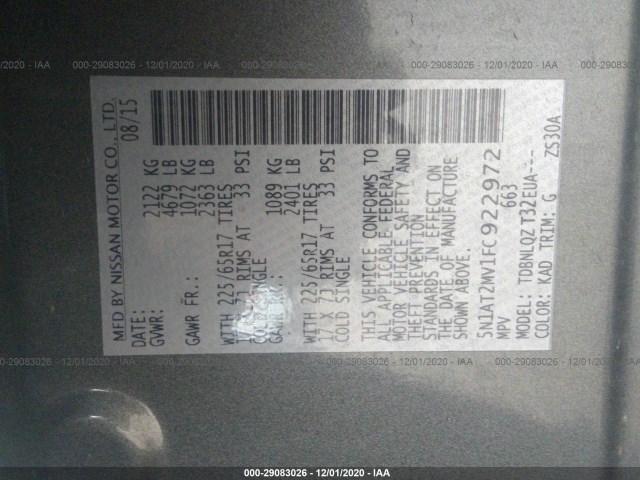 MFD BY NISSAN MOTOR CO., LTD.
DATE: 08/15
GVWR: 2122 KG
4679 LB
GAWR FR.: 1072 KG
2363 LB
WITH 225/65R17 TIRES
RIMS AT 33 PSI
COLD SINGLE
1089 KG
2401 LB
WITH 225/65R17 TIRES
17 X 7J RIMS AT 33 PSI
COLD SINGLE
THIS VEHICLE CONFORMS TO
ALL APPLICABLE FEDERAL
MOTOR VEHICLE SAFETY AND
THEFT PREVENTION
STANDARDS IN EFFECT ON
THE DATE OF MANUFACTURE
SHOWN ABOVE.
5N1AT2MV1FC922972
MPV 663
MODEL: TDBNLQZ T32EUA---
COLOR: KAD TRIM: G ZS30A
000-29083026 - 12/01/2020 - IAA